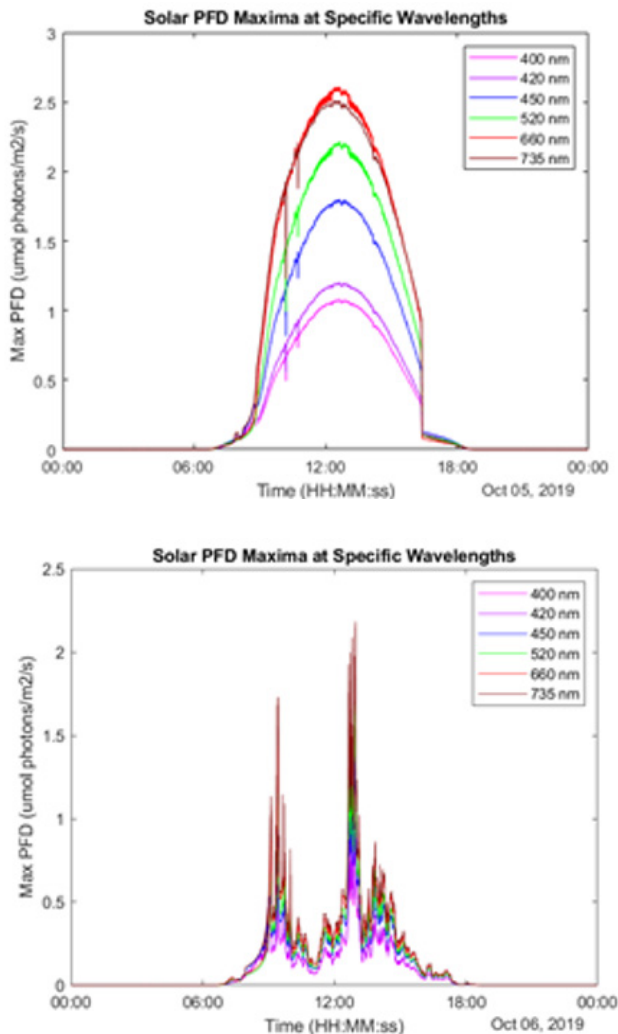 Solar PFD Maxima at Specific Wavelengths
3
2.5
2
1.5
1
0.5
0
Max PFD (umol photons/m2/s)
400 nm
420 nm
450 nm
520 nm
660 nm
735 nm
00:00 06:00 12:00 18:00 00:00
Time (HH:MM:ss) Oct 05, 2019
Solar PFD Maxima at Specific Wavelengths
2.5
2
1.5
1
0.5
0
Max PFD (umol photons/m2/s)
400 nm
420 nm
450 nm
520 nm
660 nm
735 nm
00:00 06:00 12:00 18:00 00:00
Time (HH:MM:ss) Oct 06, 2019